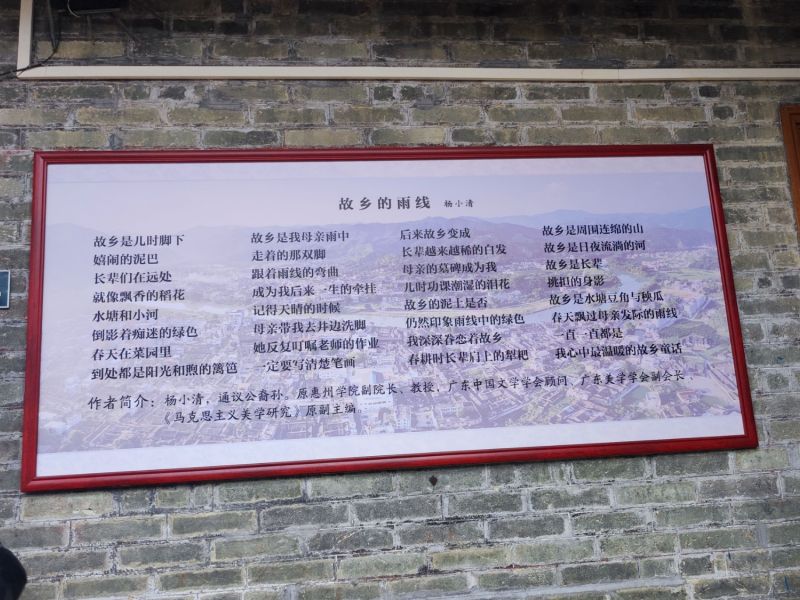 故乡的雨线 杨小清
故乡是儿时脚下
嬉闹的泥巴
长辈们在远处
就像飘香的稻花
水塘和小河
倒影着痴迷的绿色
春天在菜园里
到处都是阳光和煦的篱笆
故乡是我母亲雨中
走着的那双脚
跟着雨线的弯曲
成为我后来一生的牵挂
记得天晴的时候
母亲带我去井边洗脚
她反复叮嘱老师的作业
一定要写清楚笔画
后来故乡变成
长辈越来越稀的白发
母亲的墓碑成为我
儿时功课潮湿的泪花
故乡的泥土是否
仍然印象雨线中的绿色
我深深眷恋着故乡
春耕时长辈肩上的犁耙
故乡是周围连绵的山
故乡是日夜流淌的河
故乡是长辈
挑担的身影
故乡是水塘豆角与秧瓜
春天飘过母亲发际的雨线
一直一直都是
我心中最温暖的故乡童话
作者简介：杨小清，通议公裔孙。原惠州学院副院长、教授，广东中国文学学会顾问、广东美学学会副会长、
《马克思主义美学研究》原副主编。